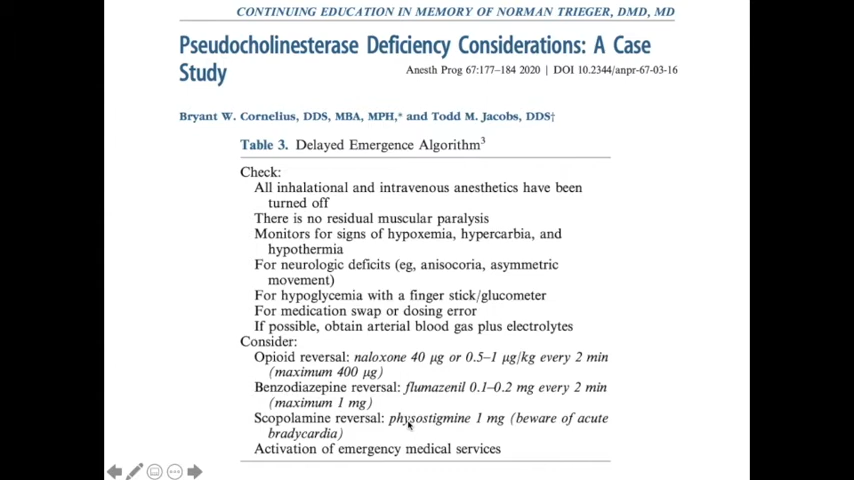 CONTINUING EDUCATION IN MEMORY OF NORMAN TRIEGER, DMD, MD
Pseudocholinesterase Deficiency Considerations: A Case
Study
Anesth Prog 67:177–184 2020 | DOI 10.2344/anpr-67-03-16
Bryant W. Cornelius, DDS, MBA, MPH,* and Todd M. Jacobs, DDS†
Table 3. Delayed Emergence Algorithm3
Check:
All inhalational and intravenous anesthetics have been
turned off
There is no residual muscular paralysis
Monitors for signs of hypoxemia, hypercarbia, and
hypothermia
For neurologic deficits (eg, anisocoria, asymmetric
movement)
For hypoglycemia with a finger stick/glucometer
For medication swap or dosing error
If possible, obtain arterial blood gas plus electrolytes
Consider:
Opioid reversal: naloxone 40 μg or 0.5–1 μg/kg every 2 min
(maximum 400 μg)
Benzodiazepine reversal: flumazenil 0.1–0.2 mg every 2 min
(maximum 1 mg)
Scopolamine reversal: physostigmine 1 mg (beware of acute
bradycardia)
Activation of emergency medical services